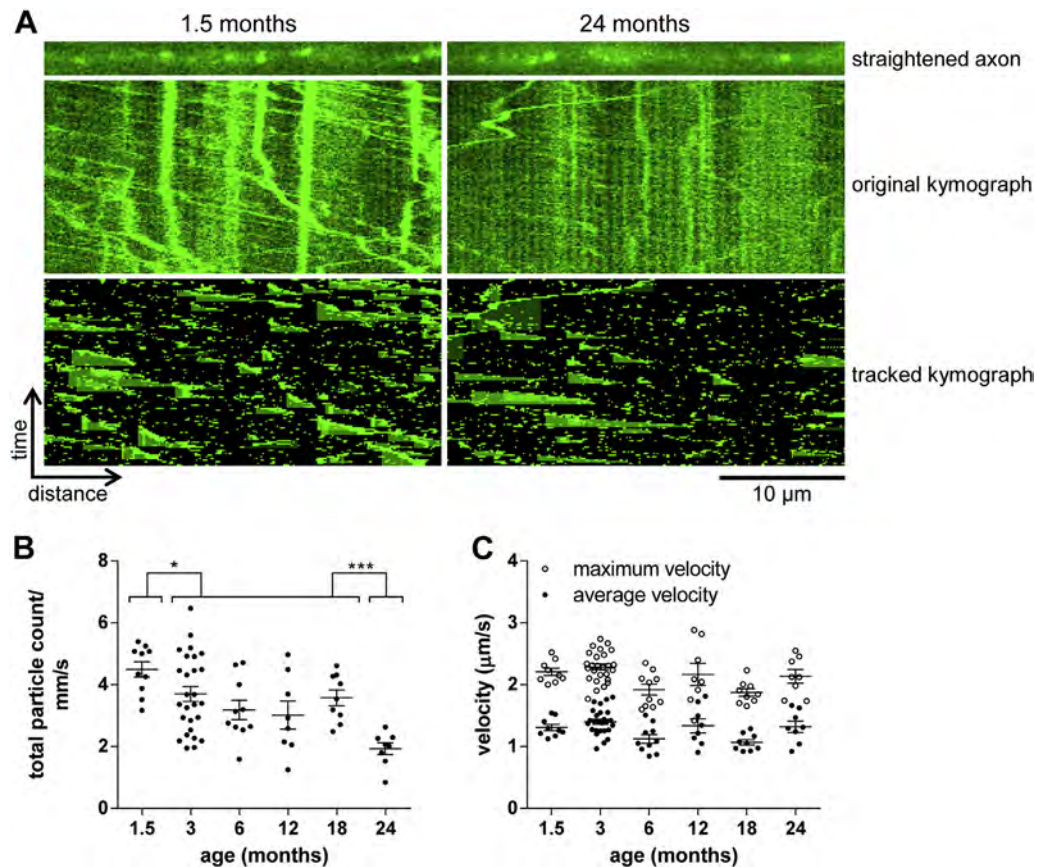 A
1.5 months
24 months
straightened axon
original kymograph
tracked kymograph
time
distance
10 µm
B
total particle count/
mm/s
8
6
4
2
0
*
***
1.5
3
6
12
18
24
age (months)
C
velocity (µm/s)
4
3
2
1
0
maximum velocity
average velocity
1.5
3
6
12
18
24
age (months)